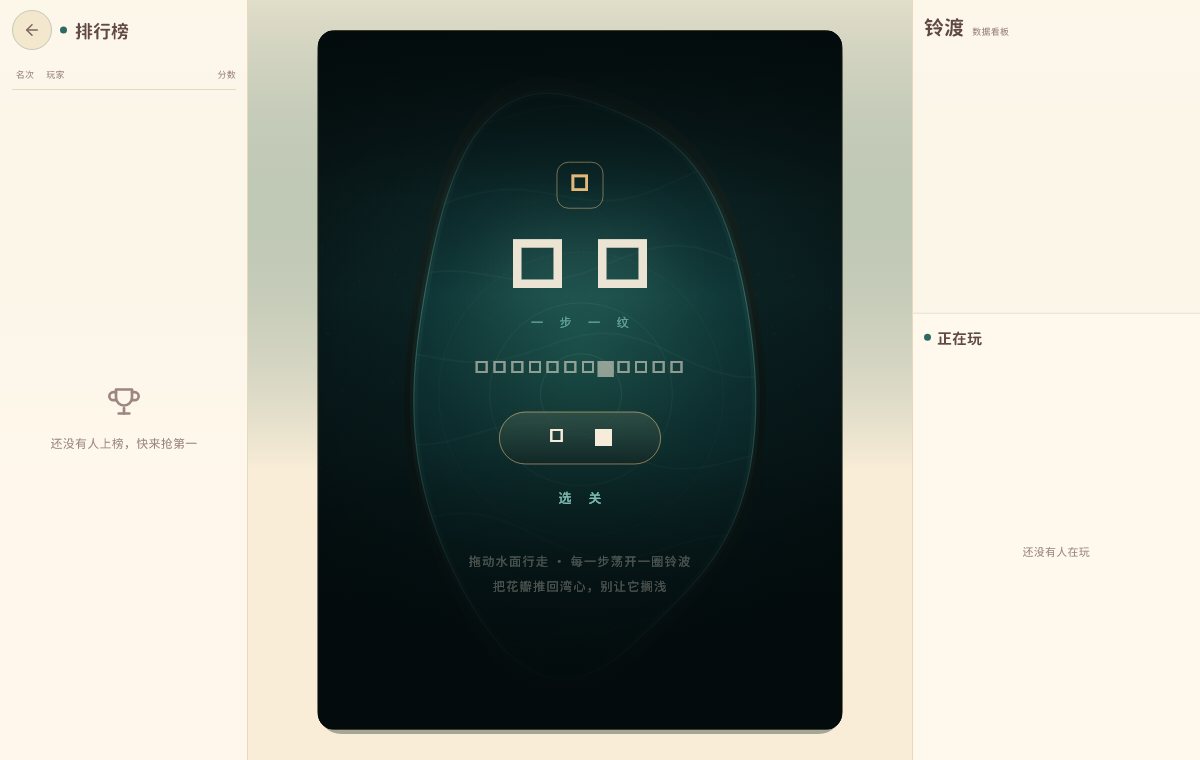 排行榜
名次 玩家 分数
还没有人上榜，快来抢第一
一步一纹
选关
拖动水面行走 · 每一步荡开一圈铃波
把花瓣推回湾心，别让它搁浅
铃渡 数据看板
正在玩
还没有人在玩